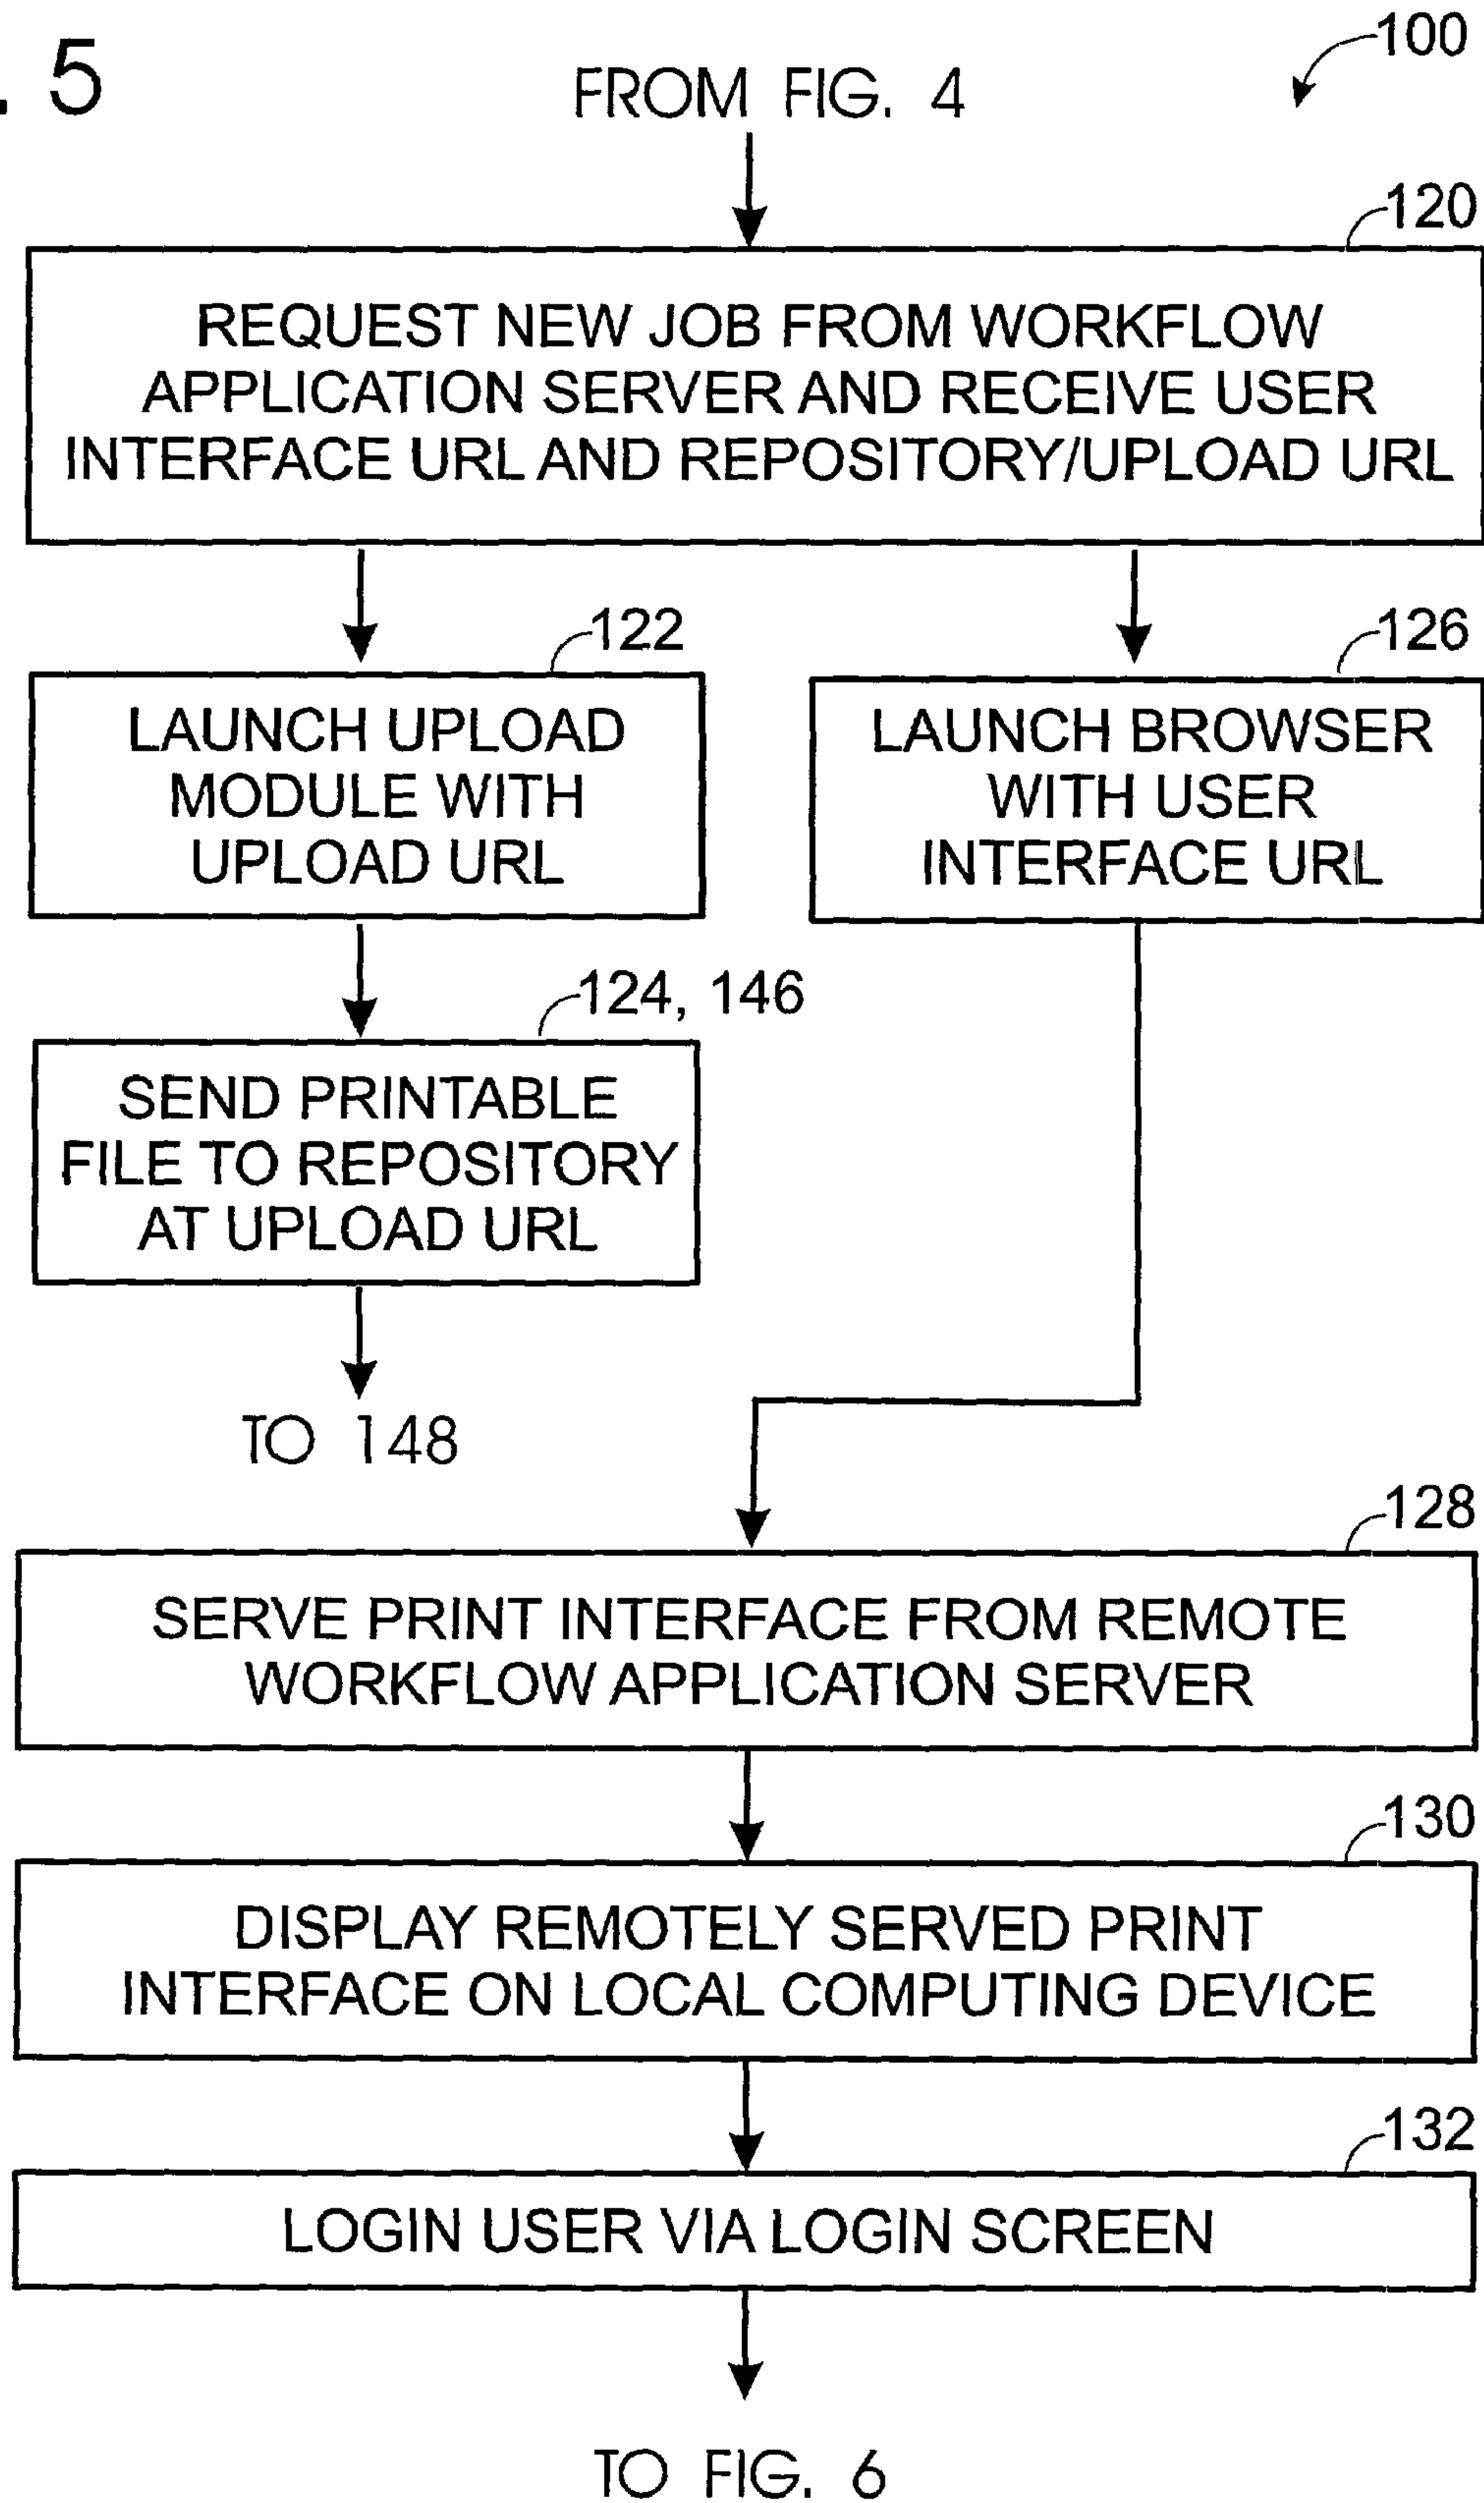 . 5
FROM FIG. 4
100
120
REQUEST NEW JOB FROM WORKFLOW
APPLICATION SERVER AND RECEIVE USER
INTERFACE URL AND REPOSITORY/UPLOAD URL
122
LAUNCH UPLOAD
MODULE WITH
UPLOAD URL
126
LAUNCH BROWSER
WITH USER
INTERFACE URL
124, 146
SEND PRINTABLE
FILE TO REPOSITORY
AT UPLOAD URL
TO 148
128
SERVE PRINT INTERFACE FROM REMOTE
WORKFLOW APPLICATION SERVER
130
DISPLAY REMOTELY SERVED PRINT
INTERFACE ON LOCAL COMPUTING DEVICE
132
LOGIN USER VIA LOGIN SCREEN
TO FIG. 6